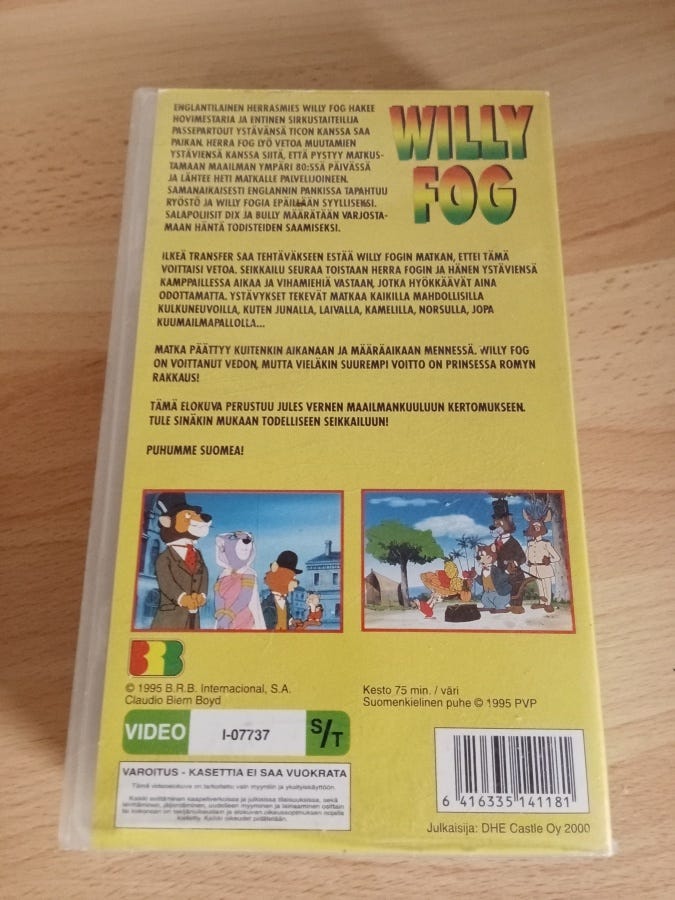 WILLY
FOG
ENGLANTILAINEN HERRASMIES WILLY FOG HAKEE
HOVIMESTARIA JA ENTINEN SIRKUSTAITEILIJA
PASSEPARTOUT YSTÄVÄNSÄ TICON KANSSA SAA
PAIKAN. HERRA FOG LYÖ VETOA MUUTAMIEN
YSTÄVIENSÄ KANSSA SIITÄ, ETTÄ PYSTYY MATKUS-
TAMAAN MAAILMAN YMPÄRI 80:SSÄ PÄIVÄSSÄ
JA LÄHTEE HETI MATKALLE PALVELIJOINEEN.
SAMANAIKAISESTI ENGLANNIN PANKISSA TAPAHTUU
RYÖSTÖ JA WILLY FOGIA EPÄILLÄÄN SYYLLISEKSI.
SALAPOLIISIT DIX JA BULLY MÄÄRÄTÄÄN VARJOSTA-
MAAN HÄNTÄ TODISTEIDEN SAAMISEKSI.
ILKEÄ TRANSFER SAA TEHTÄVÄKSEEN ESTÄÄ WILLY FOGIN MATKAN, ETTEI TÄMÄ
VOITTAISI VETOA. SEIKKAILU SEURAA TOISTAAN HERRA FOGIN JA HÄNEN YSTÄVIENSÄ
KAMPPAILLESSA AIKAA JA VIHAMIEHIÄ VASTAAN, JOTKA HYÖKKÄÄVÄT AINA
ODOTTAMATTA. YSTÄVYKSET TEKEVÄT MATKAA KAIKILLA MAHDOLLISILLA
KULKUNEUVOILLA, KUTEN JUNALLA, LAIVALLA, KAMELILLA, NORSULLA, JOPA
KUUMAILMAPALLOLLA...
MATKA PÄÄTTYY KUITENKIN AIKANAAN JA MÄÄRÄAIKAAN MENNESSÄ. WILLY FOG
ON VOITTANUT VEDON, MUTTA VIELÄKIN SUUREMPI VOITTO ON PRINSESSA ROMYN
RAKKAUS!
TÄMÄ ELOKUVA PERUSTUU JULES VERNEN MAAILMANKUULUUN KERTOMUKSEEN.
TULE SINÄKIN MUKAAN TODELLISEEN SEIKKAILUUN!
PUHUMME SUOMEA!
BRB
© 1995 B.R.B. Internacional, S.A.
Claudio Biern Boyd
Kesto 75 min. / väri
Suomenkielinen puhe © 1995 PVP
VIDEO I-07737 S/T
VAROITUS - KASETTIA EI SAA VUOKRATA
Tämä videoelokuva on tarkoitettu vain myyntiin ja yksityiskäyttöön.
6 416335 141181
Julkaisija: DHE Castle Oy 2000